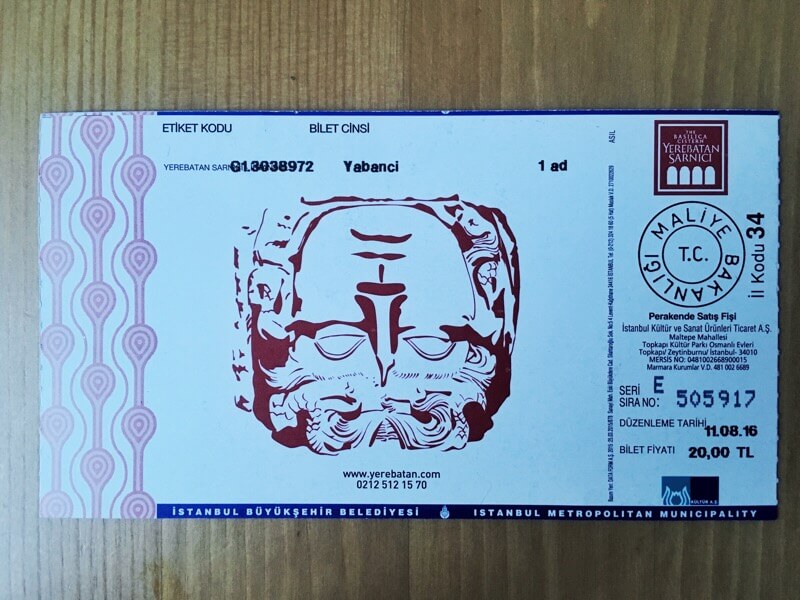 ETİKET KODU BİLET CİNSİ
YEREBATAN G13038972 Yabanci 1 ad
www.yerebatan.com
0212 512 15 70
ASIL
THE
BASILICA
CISTERN
YEREBATAN
SARNICI
MALİYE BAKANLIĞI
T.C.
İl Kodu 34
Perakende Satış Fişi
İstanbul Kültür ve Sanat Ürünleri Ticaret A.Ş.
Maltepe Mahallesi
Topkapı Kültür Parkı Osmanlı Evleri
Topkapı/ Zeytinburnu/ İstanbul- 34010
MERSİS NO: 0481002668900015
Marmara Kurumlar V.D. 481 002 6689
SERİ E
SIRA NO: 505917
DÜZENLEME TARİHİ 11.08.16
BİLET FİYATI 20,00 TL
KÜLTÜR A.Ş.
İSTANBUL BÜYÜKŞEHİR BELEDİYESİ ISTANBUL METROPOLITAN MUNICIPALITY